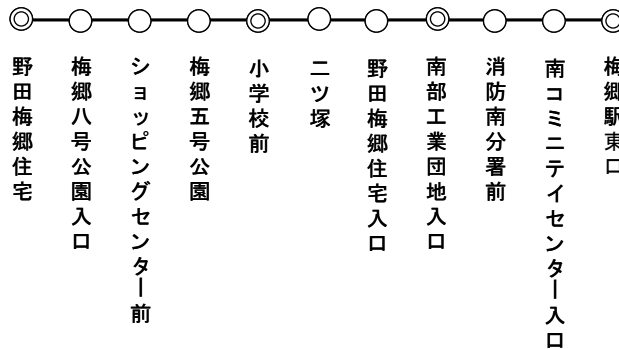 野田梅郷住宅
梅郷八号公園入口
ショッピングセンター前
梅郷五号公園
小学校前
二ツ塚
野田梅郷住宅入口
南部工業団地入口
消防南分署前
南コミニテイセンター入口
梅郷駅東口